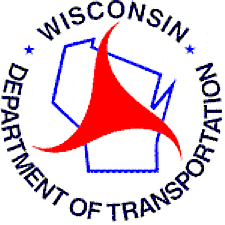 WISCONSIN
DEPARTMENT OF TRANSPORTATION